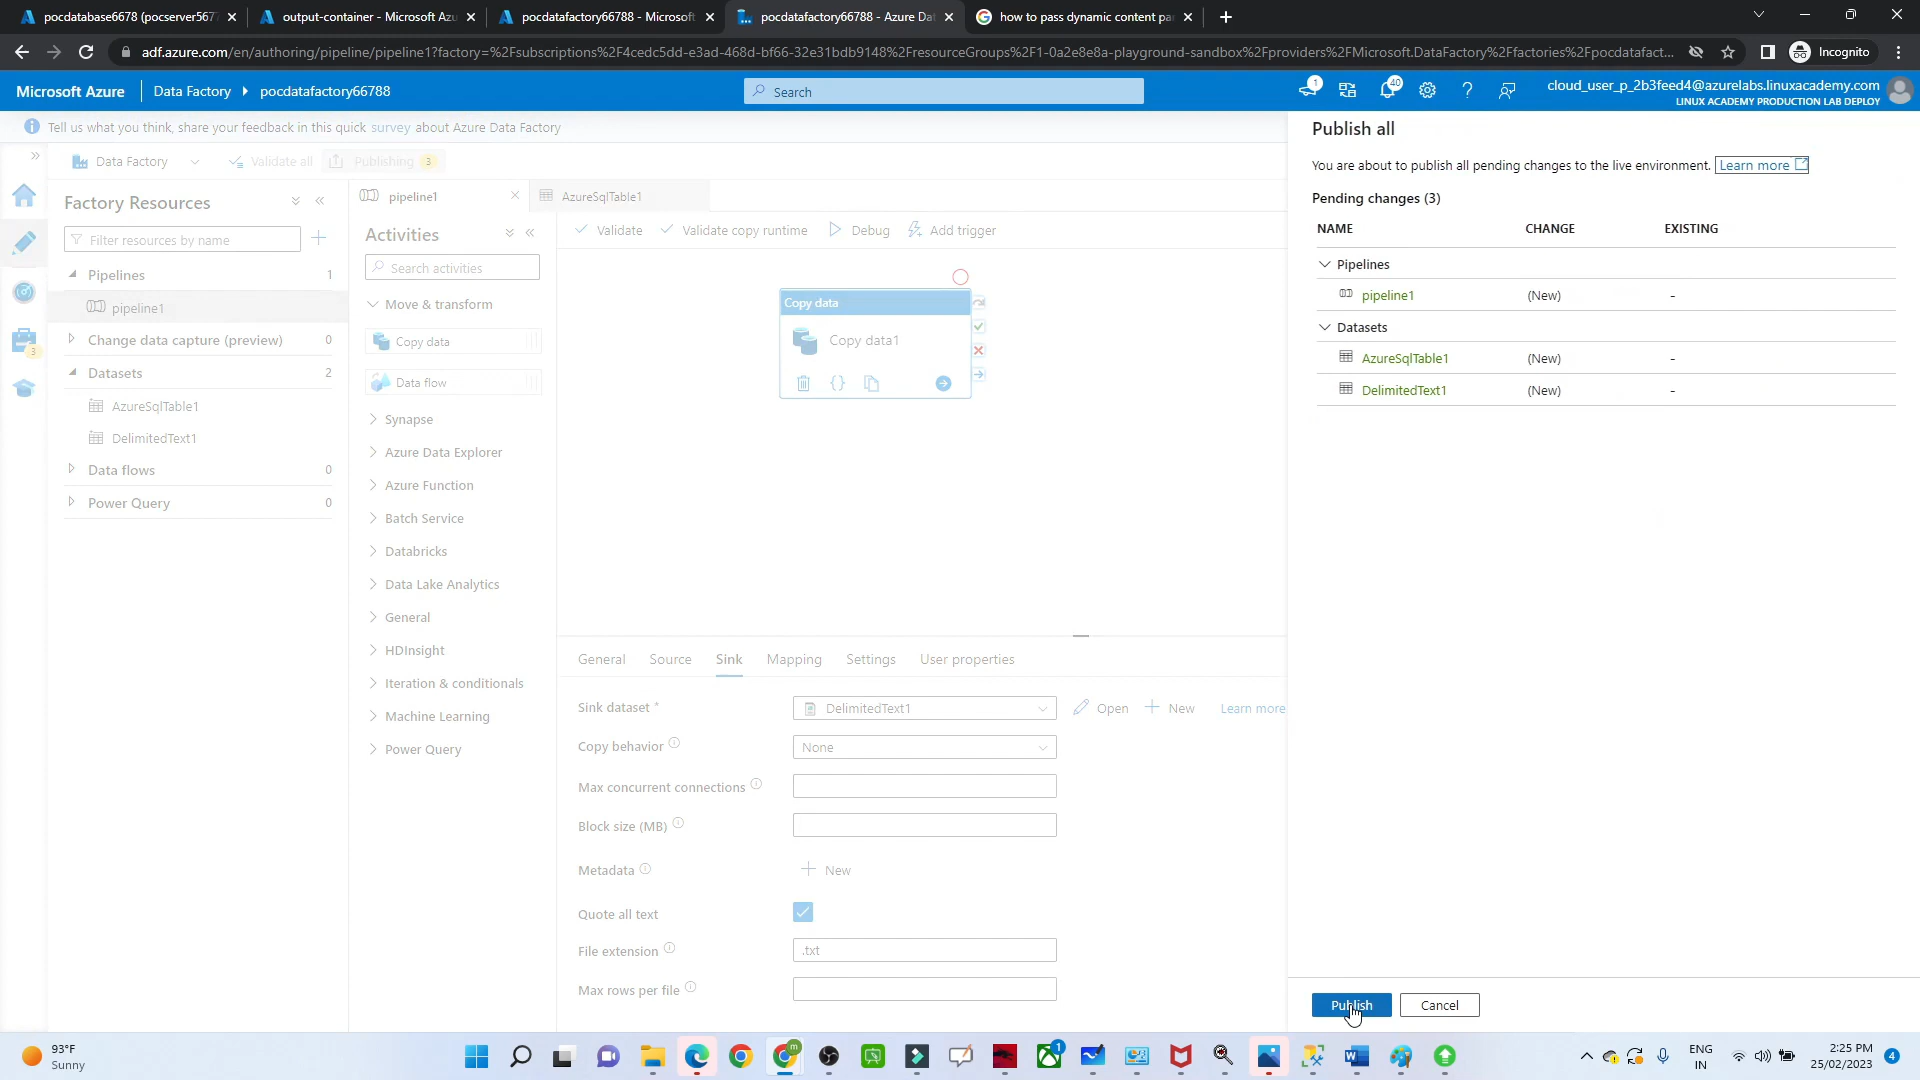 pocdatabase6678 (pocserver567
output-container - Microsoft Azu
pocdatafactory66788 - Microsoft
pocdatafactory66788 - Azure Dat
how to pass dynamic content pa
adf.azure.com/en/authoring/pipeline/pipeline1?factory=%2Fsubscriptions%2F4cedc5dd-e3ad-468d-bf66-32e31bdb9148%2FresourceGroups%2F1-0a2e8e8a-playground-sandbox%2Fproviders%2FMicrosoft.DataFactory%2Ffactories%2Fpocdatafact...
Incognito
Microsoft Azure
Data Factory
pocdatafactory66788
Search
1
40
cloud_user_p_2b3feed4@azurelabs.linuxacademy.com
LINUX ACADEMY PRODUCTION LAB DEPLOY
Tell us what you think, share your feedback in this quick survey about Azure Data Factory
Data Factory
Validate all
Publishing 3
3
Factory Resources
Filter resources by name
Pipelines 1
pipeline1
Change data capture (preview) 0
Datasets 2
AzureSqlTable1
DelimitedText1
Data flows 0
Power Query 0
pipeline1
AzureSqlTable1
Activities
Search activities
Move & transform
Copy data
Data flow
Synapse
Azure Data Explorer
Azure Function
Batch Service
Databricks
Data Lake Analytics
General
HDInsight
Iteration & conditionals
Machine Learning
Power Query
Validate
Validate copy runtime
Debug
Add trigger
Copy data
Copy data1
General
Source
Sink
Mapping
Settings
User properties
Sink dataset *
DelimitedText1
Open
New
Learn more
Copy behavior
None
Max concurrent connections
Block size (MB)
Metadata
New
Quote all text
File extension
.txt
Max rows per file
Publish all
You are about to publish all pending changes to the live environment. Learn more
Pending changes (3)
NAME CHANGE EXISTING
Pipelines
pipeline1 (New) -
Datasets
AzureSqlTable1 (New) -
DelimitedText1 (New) -
Publish
Cancel
93°F
Sunny
m
1
ENG
IN
2:25 PM
25/02/2023
4